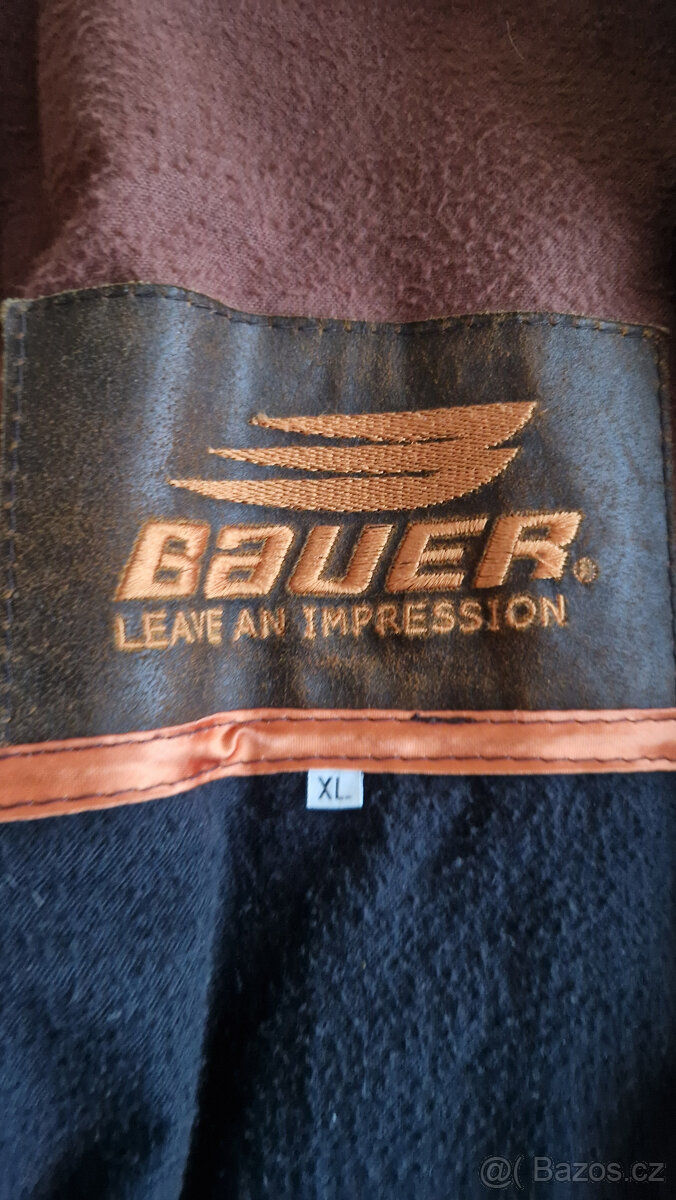 BaUER®
LEAVE AN IMPRESSION
XL
@( Bazos.cz